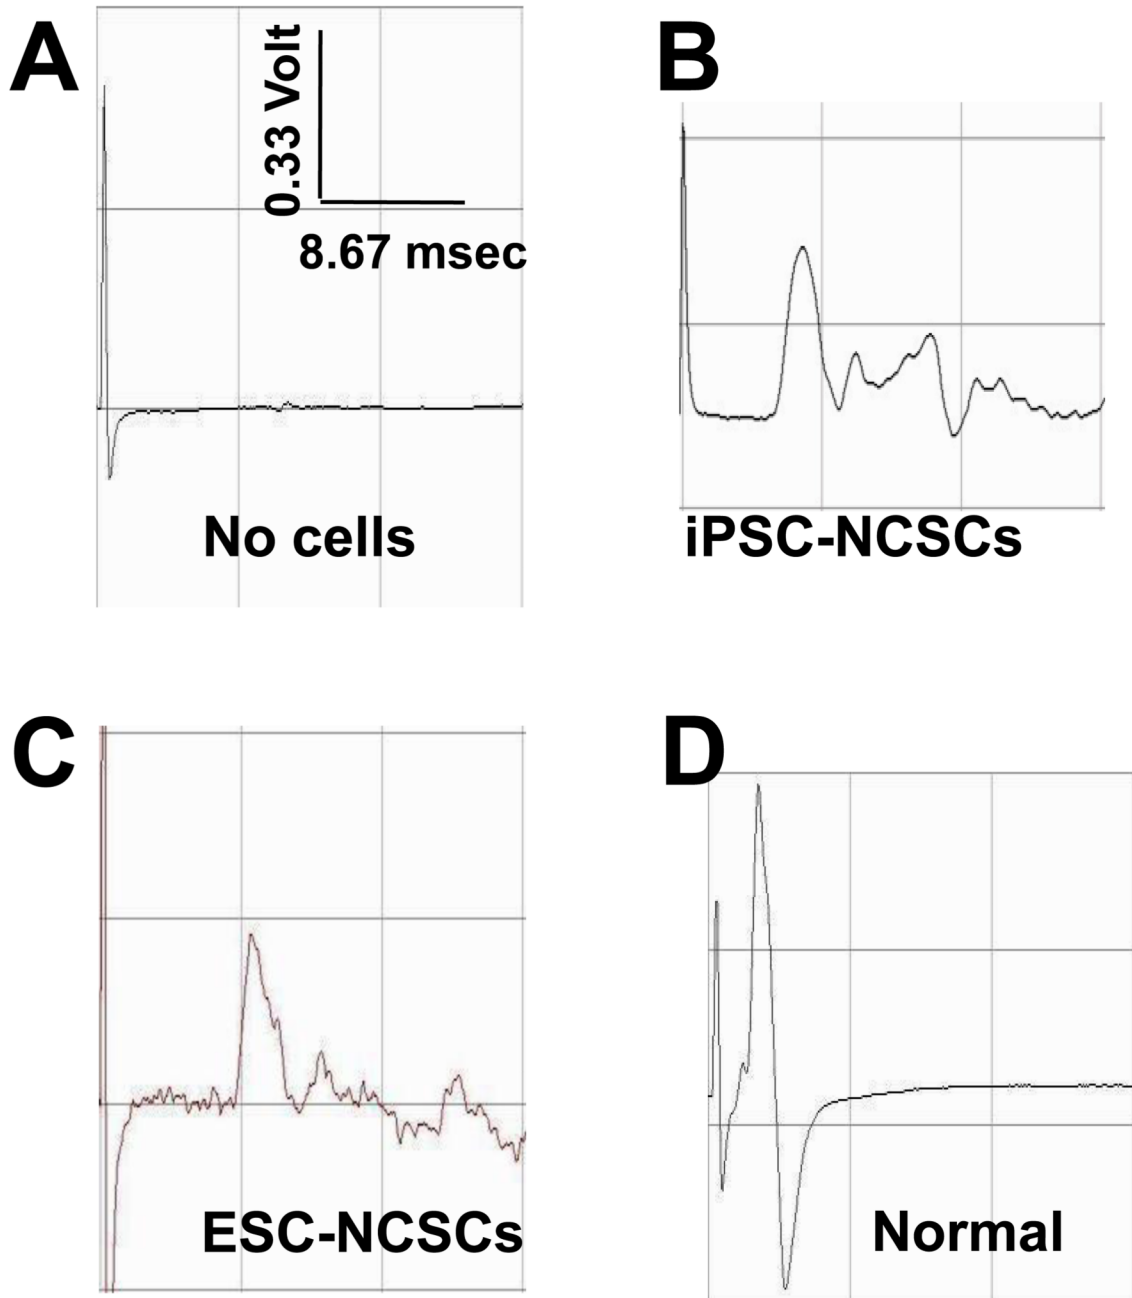 A
0.33 Volt
8.67 msec
No cells
B
iPSC-NCSCs
C
ESC-NCSCs
D
Normal